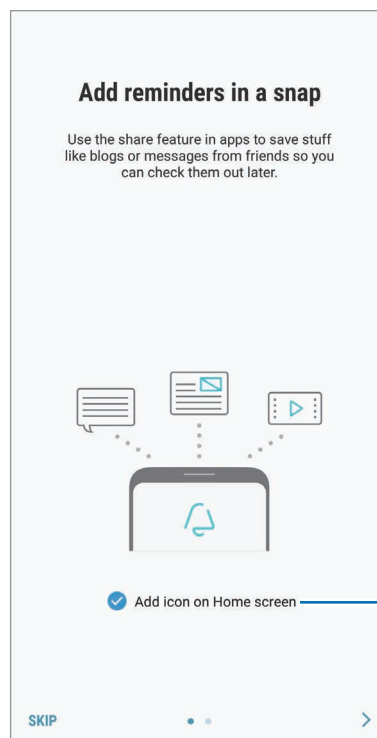 Add reminders in a snap
Use the share feature in apps to save stuff
like blogs or messages from friends so you
can check them out later.
Add icon on Home screen
SKIP